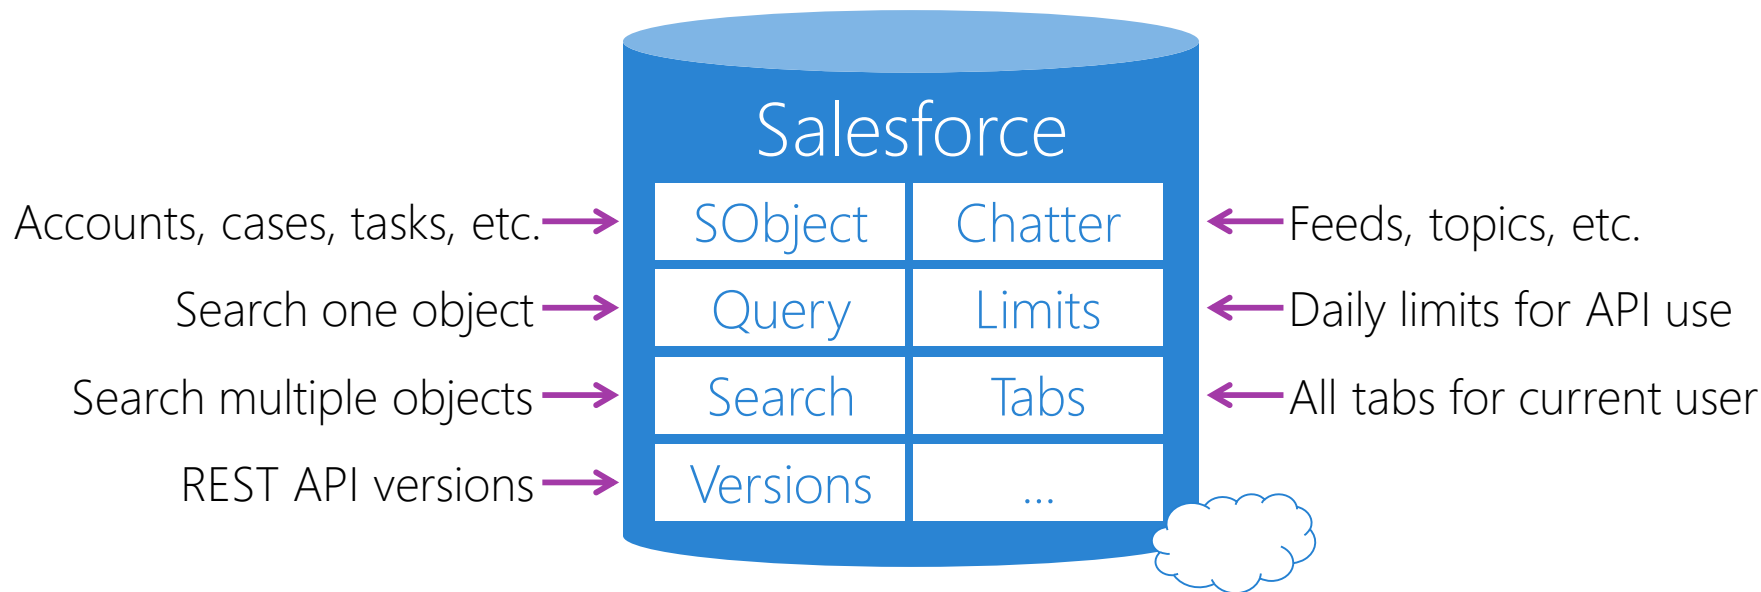 Salesforce
Accounts, cases, tasks, etc. SObject Chatter Feeds, topics, etc.
Search one object Query Limits Daily limits for API use
Search multiple objects Search Tabs All tabs for current user
REST API versions Versions ...